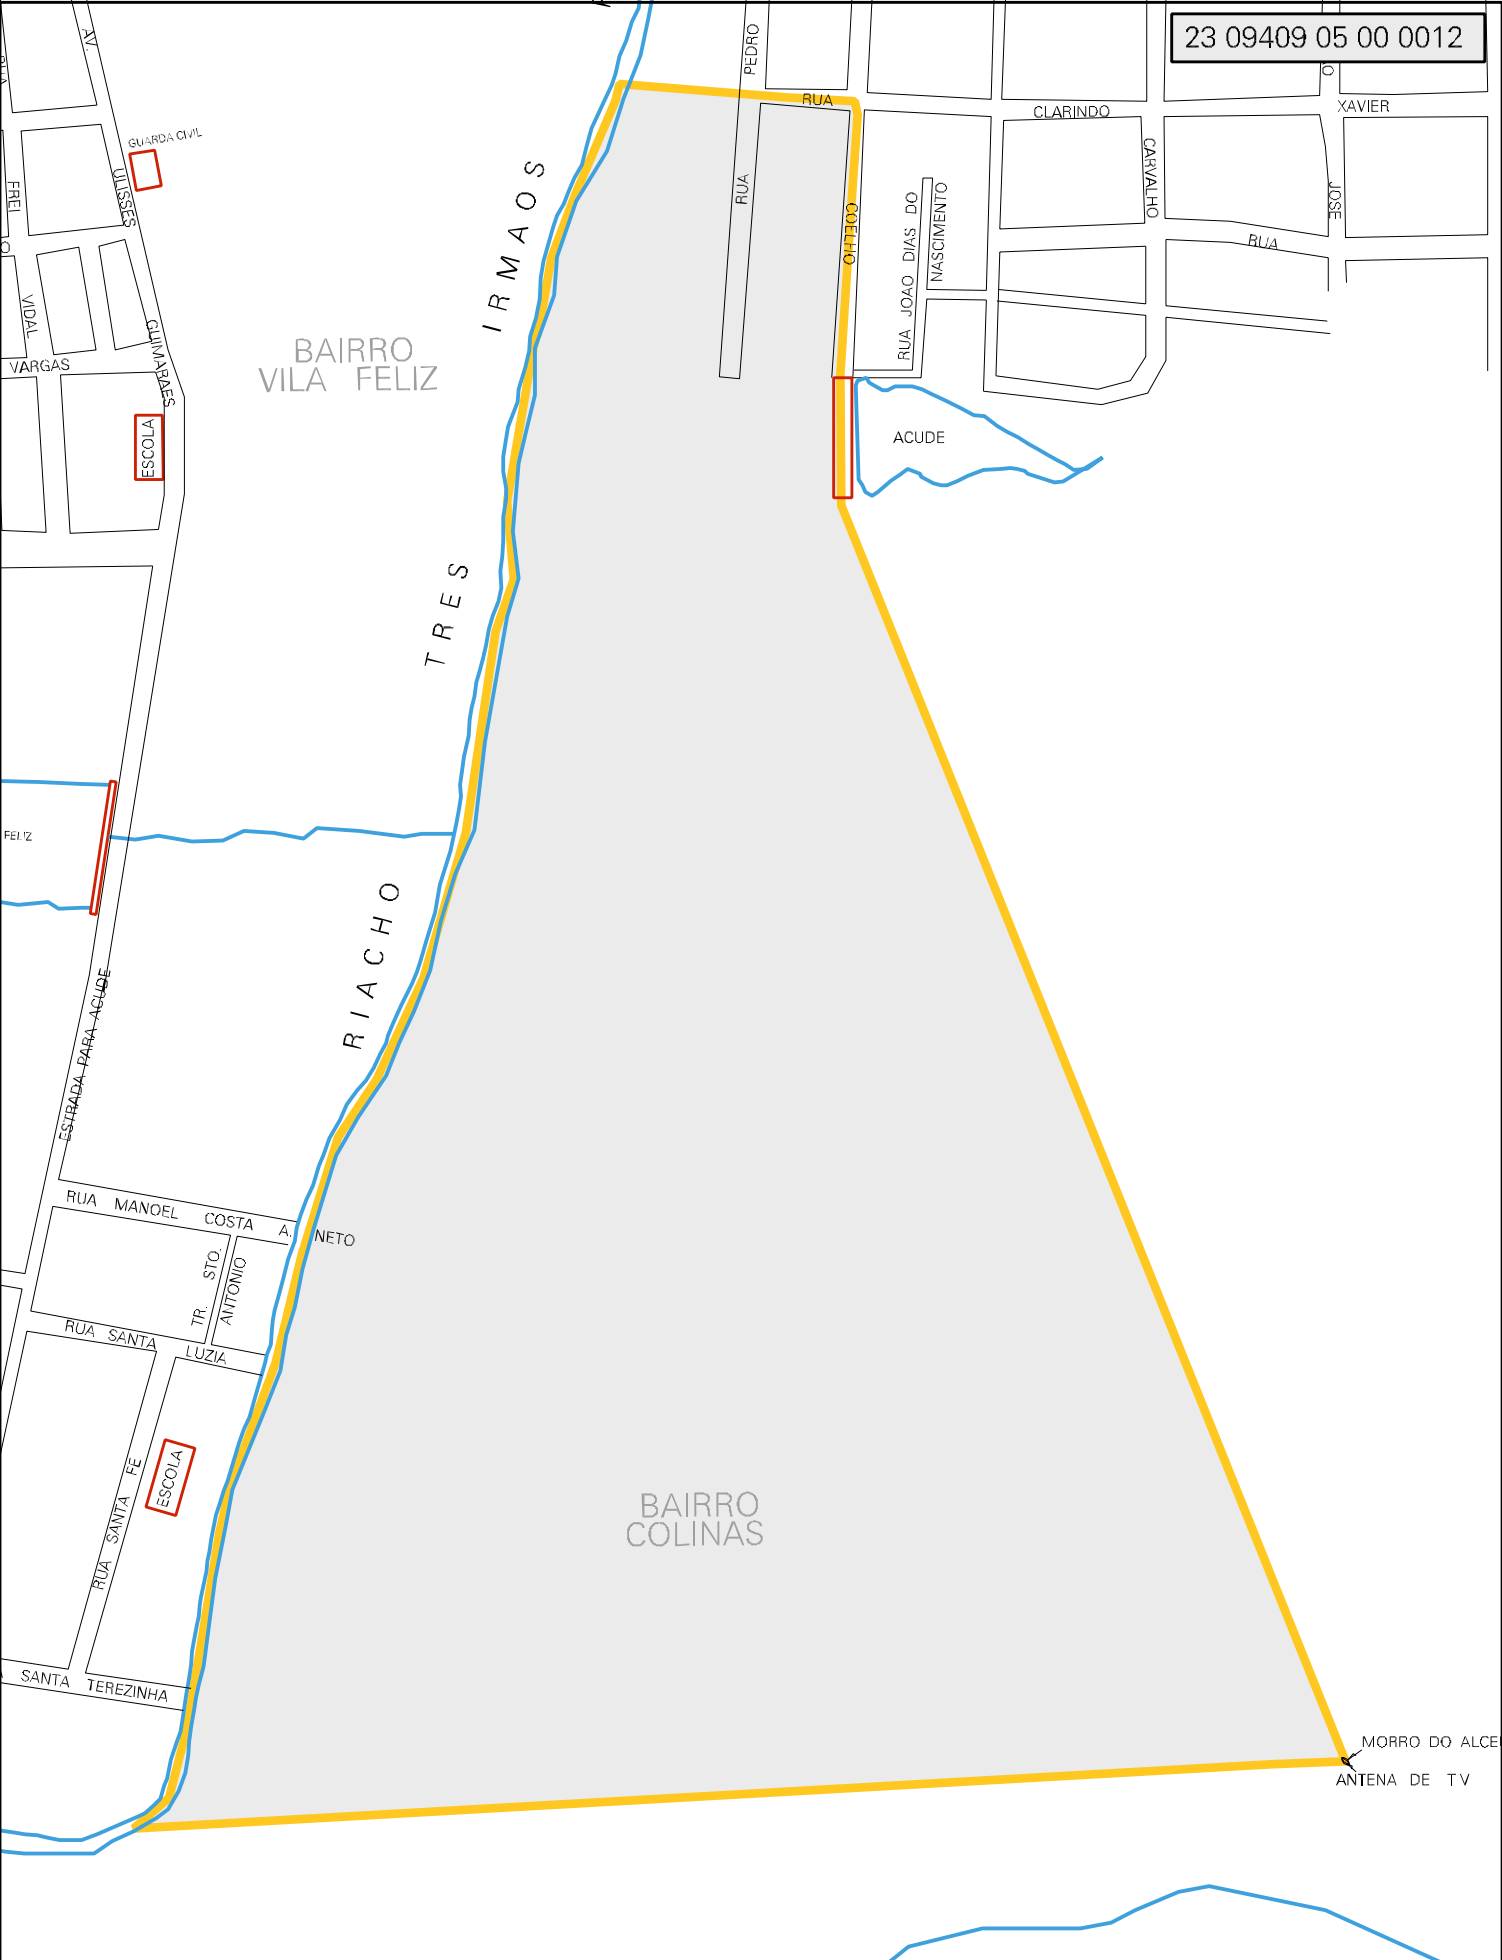 23 09409 05 00 0012
AV.
PEDRO
RUA
CLARINDO
XAVIER
GUARDA CIVIL
ULISSES
FREI
VIDAL
GUIMARAES
VARGAS
ESCOLA
BAIRRO
VILA FELIZ
RIACHO TRES IRMAOS
RUA
COELHO
RUA JOAO DIAS DO
NASCIMENTO
CARVALHO
JOSE
RUA
ACUDE
FELIZ
ESTRADA PARA ACUDE
RUA MANOEL COSTA A. NETO
TR. STO.
ANTONIO
RUA SANTA LUZIA
ESCOLA
RUA SANTA FE
SANTA TEREZINHA
BAIRRO
COLINAS
MORRO DO ALCE
ANTENA DE TV